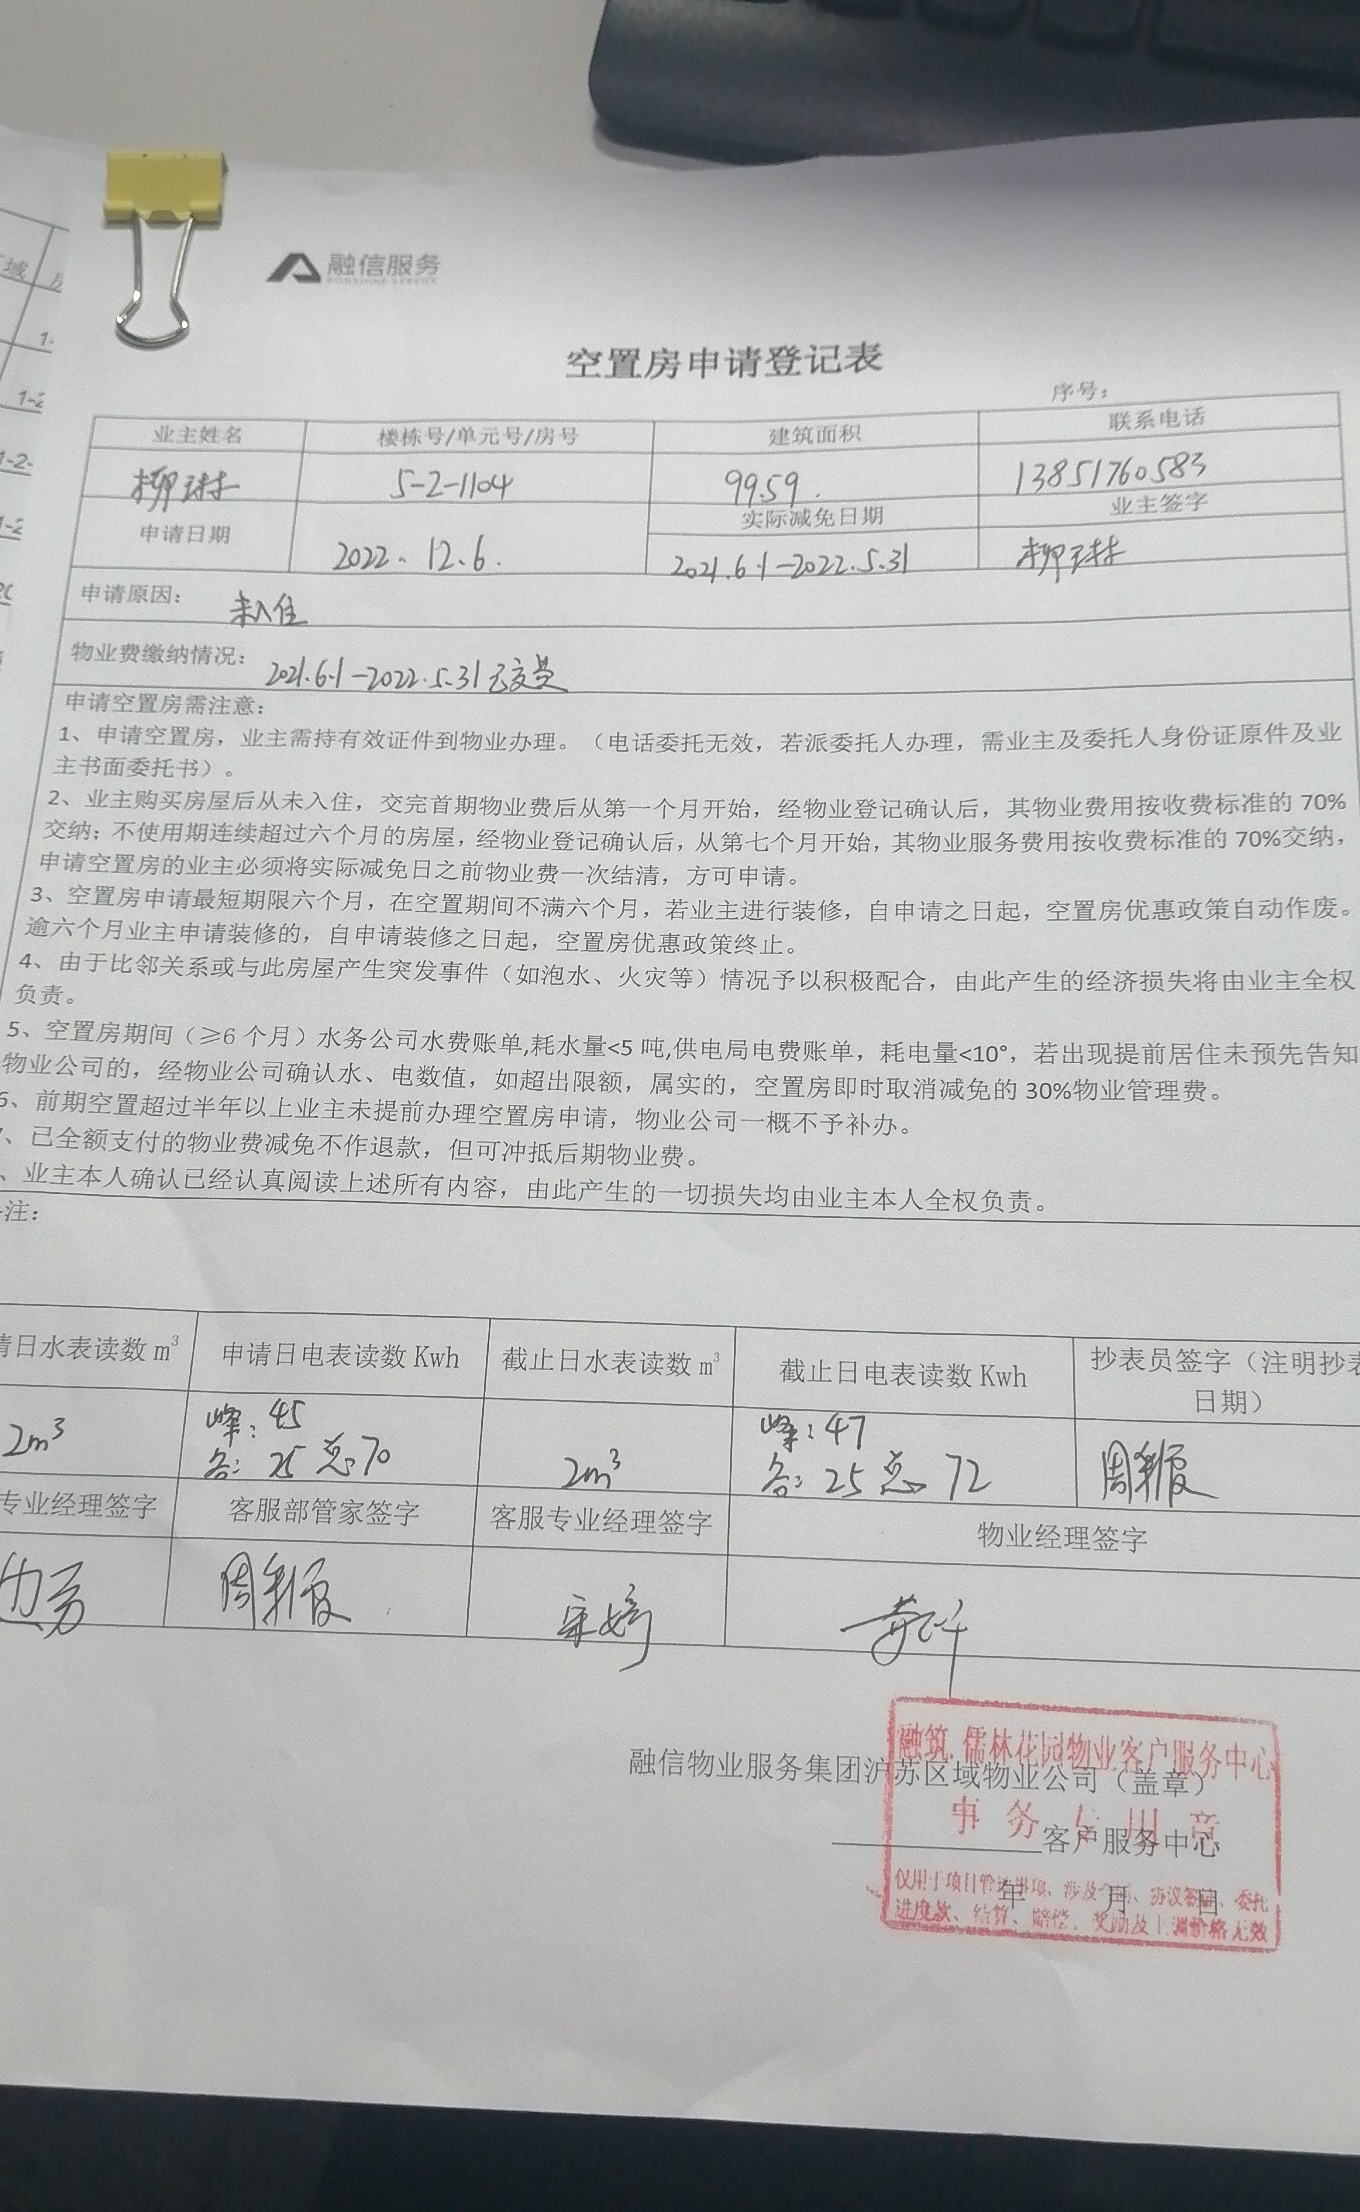 融信服务
RONSHINE SERVICE
空置房申请登记表
序号：
业主姓名 楼栋号/单元号/房号 建筑面积 联系电话
柳琳 5-2-1104 99.59. 13851760583
申请日期 2022.12.6. 实际减免日期 业主签字
2021.6.1-2022.5.31 柳琳
申请原因： 未入住
物业费缴纳情况： 2021.6.1-2022.5.31已交
申请空置房需注意：
1、申请空置房，业主需持有效证件到物业办理。（电话委托无效，若派委托人办理，需业主及委托人身份证原件及业
主书面委托书）。
2、业主购买房屋后从未入住，交完首期物业费后从第一个月开始，经物业登记确认后，其物业费用按收费标准的 70%
交纳；不使用期连续超过六个月的房屋，经物业登记确认后，从第七个月开始，其物业服务费用按收费标准的 70%交纳，
申请空置房的业主必须将实际减免日之前物业费一次结清，方可申请。
3、空置房申请最短期限六个月，在空置期间不满六个月，若业主进行装修，自申请之日起，空置房优惠政策自动作废。
逾六个月业主申请装修的，自申请装修之日起，空置房优惠政策终止。
4、由于比邻关系或与此房屋产生突发事件（如泡水、火灾等）情况予以积极配合，由此产生的经济损失将由业主全权
负责。
5、空置房期间（≥6 个月）水务公司水费账单,耗水量<5 吨,供电局电费账单，耗电量<10°，若出现提前居住未预先告知
物业公司的，经物业公司确认水、电数值，如超出限额，属实的，空置房即时取消减免的 30%物业管理费。
6、前期空置超过半年以上业主未提前办理空置房申请，物业公司一概不予补办。
、已全额支付的物业费减免不作退款，但可冲抵后期物业费。
、业主本人确认已经认真阅读上述所有内容，由此产生的一切损失均由业主本人全权负责。
注：
请日水表读数 m³ 申请日电表读数 Kwh 截止日水表读数 m³ 截止日电表读数 Kwh 抄表员签字（注明抄表
日期）
2m³ 峰：45 2m³ 峰：47
谷：25 总70 谷：25 总 72
专业经理签字 客服部管家签字 客服专业经理签字 物业经理签字
宋婷
融筑.儒林花园物业客户服务中心
融信物业服务集团沪苏区域物业公司（盖章）
客户服务中心
年 月 日